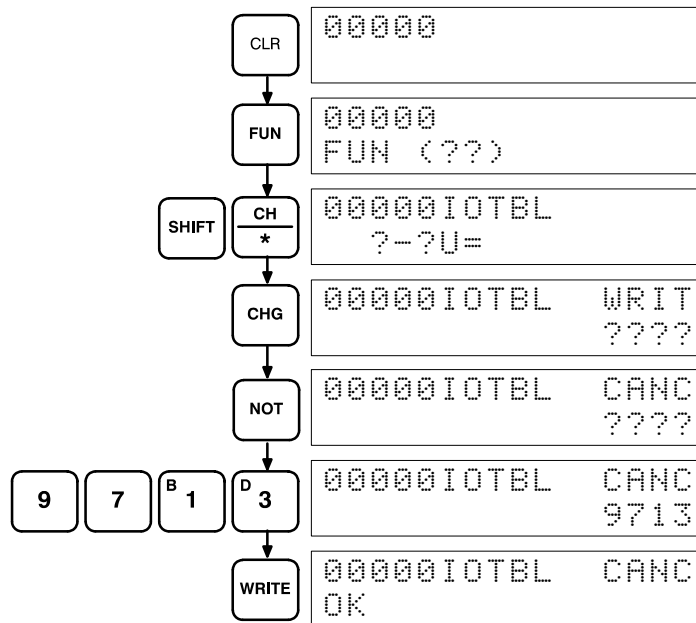 CLR
00000
FUN
00000
FUN (??)
SHIFT
CH
*
00000IOTBL
?-?U=
CHG
00000IOTBL WRIT
????
NOT
00000IOTBL CANC
????
9
7
B 1
D 3
00000IOTBL CANC
9713
WRITE
00000IOTBL CANC
OK